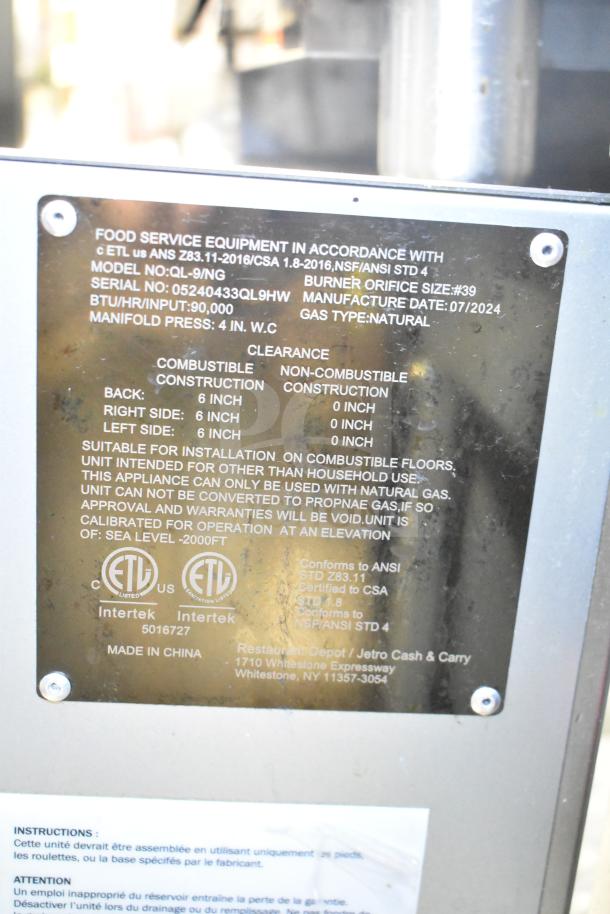 FOOD SERVICE EQUIPMENT IN ACCORDANCE WITH
c ETL us ANS Z83.11-2016/CSA 1.8-2016,NSF/ANSI STD 4
MODEL NO:QL-9/NG BURNER ORIFICE SIZE:#39
SERIAL NO: 05240433QL9HW MANUFACTURE DATE: 07/2024
BTU/HR/INPUT:90,000 GAS TYPE:NATURAL
MANIFOLD PRESS: 4 IN. W.C
CLEARANCE
COMBUSTIBLE NON-COMBUSTIBLE
CONSTRUCTION CONSTRUCTION
BACK: 6 INCH 0 INCH
RIGHT SIDE: 6 INCH 0 INCH
LEFT SIDE: 6 INCH 0 INCH
SUITABLE FOR INSTALLATION ON COMBUSTIBLE FLOORS.
UNIT INTENDED FOR OTHER THAN HOUSEHOLD USE.
THIS APPLIANCE CAN ONLY BE USED WITH NATURAL GAS.
UNIT CAN NOT BE CONVERTED TO PROPNAE GAS,IF SO
APPROVAL AND WARRANTIES WILL BE VOID.UNIT IS
CALIBRATED FOR OPERATION AT AN ELEVATION
OF: SEA LEVEL -2000FT
C ETL LISTED US ETL SANITATION LISTED
Intertek Intertek
5016727
Conforms to ANSI
STD Z83.11
Certified to CSA
STD 1.8
Conforms to
NSF/ANSI STD 4
MADE IN CHINA
Restaurant Depot / Jetro Cash & Carry
1710 Whitestone Expressway
Whitestone, NY 11357-3054
INSTRUCTIONS :
Cette unité devrait être assemblée en utilisant uniquement pieds,
les roulettes, ou la base spécifés par le fabricant.
ATTENTION
Un emploi inapproprié du réservoir entraîne la perte de la garantie.
Désactiver l'unité lors du drainage ou du remplissage. Ne pas